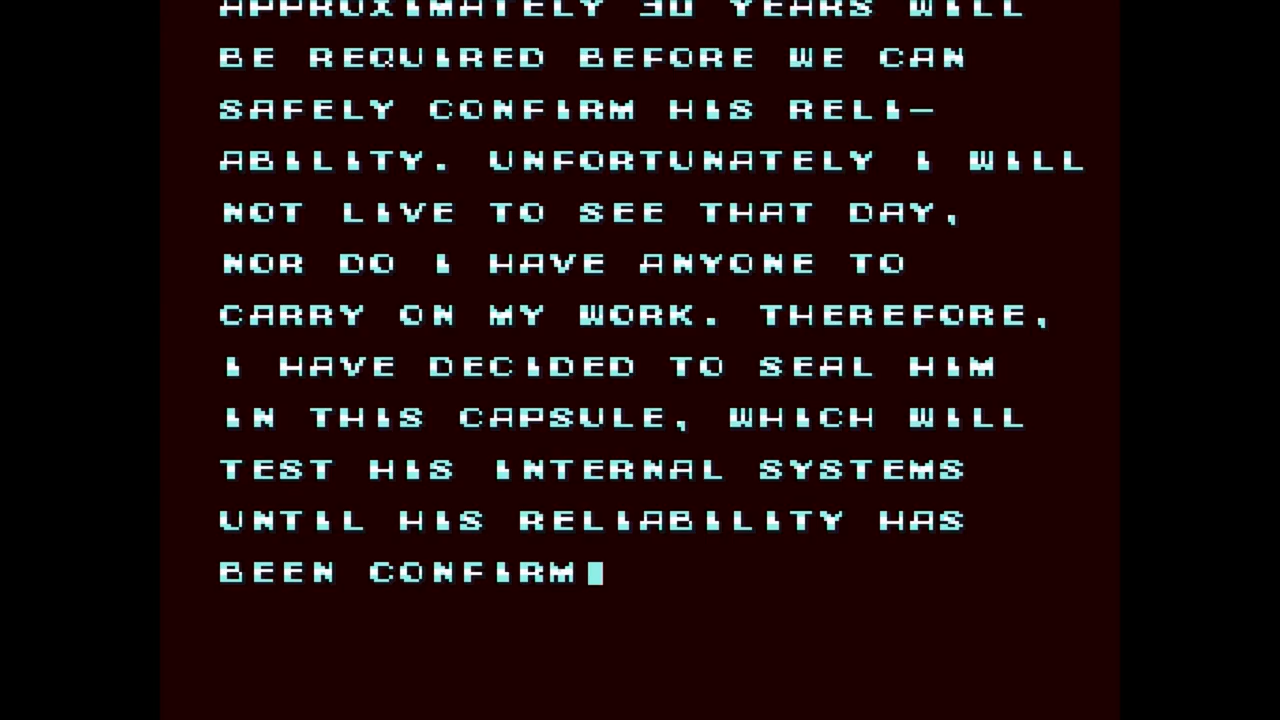 APPROXIMATELY 30 YEARS WILL
BE REQUIRED BEFORE WE CAN
SAFELY CONFIRM HIS RELI-
ABILITY. UNFORTUNATELY I WILL
NOT LIVE TO SEE THAT DAY,
NOR DO I HAVE ANYONE TO
CARRY ON MY WORK. THEREFORE,
I HAVE DECIDED TO SEAL HIM
IN THIS CAPSULE, WHICH WILL
TEST HIS INTERNAL SYSTEMS
UNTIL HIS RELIABILITY HAS
BEEN CONFIRM